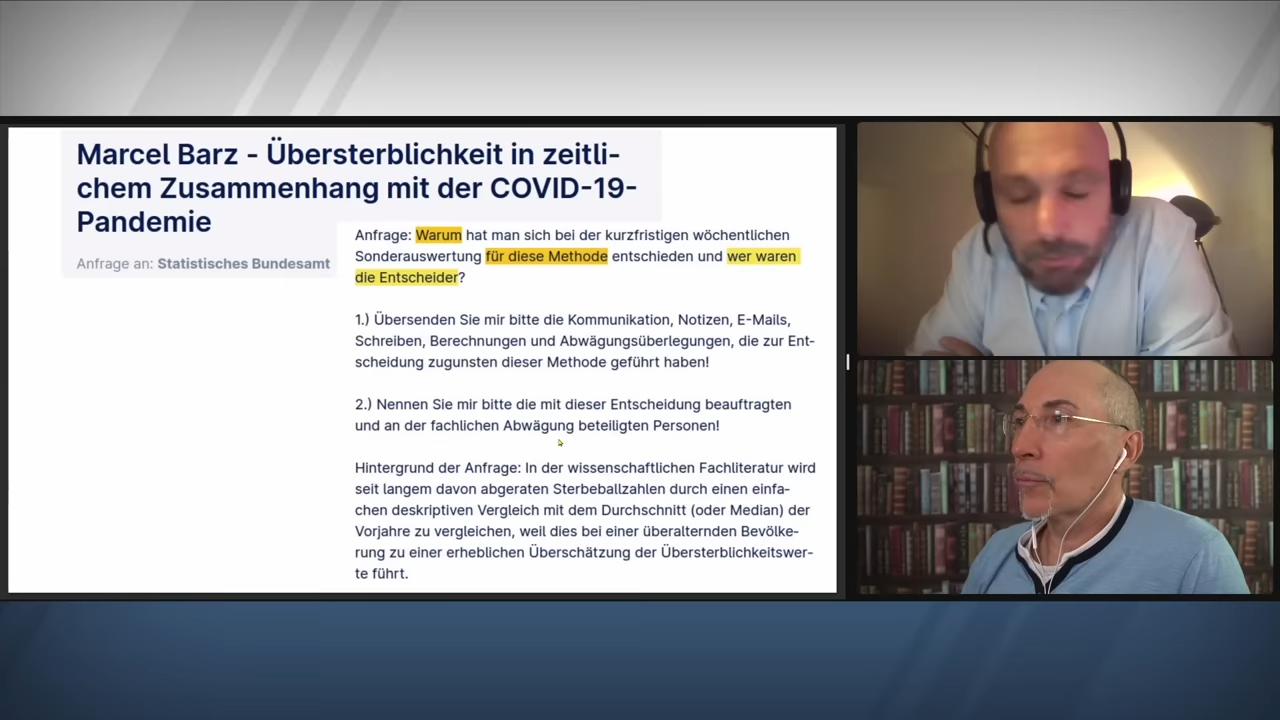 Marcel Barz - Übersterblichkeit in zeitli-
chem Zusammenhang mit der COVID-19-
Pandemie
Anfrage an: Statistisches Bundesamt
Anfrage: Warum hat man sich bei der kurzfristigen wöchentlichen
Sonderauswertung für diese Methode entschieden und wer waren
die Entscheider?
1.) Übersenden Sie mir bitte die Kommunikation, Notizen, E-Mails,
Schreiben, Berechnungen und Abwägungsüberlegungen, die zur Ent-
scheidung zugunsten dieser Methode geführt haben!
2.) Nennen Sie mir bitte die mit dieser Entscheidung beauftragten
und an der fachlichen Abwägung beteiligten Personen!
Hintergrund der Anfrage: In der wissenschaftlichen Fachliteratur wird
seit langem davon abgeraten Sterbeballzahlen durch einen einfa-
chen deskriptiven Vergleich mit dem Durchschnitt (oder Median) der
Vorjahre zu vergleichen, weil dies bei einer überalternden Bevölke-
rung zu einer erheblichen Überschätzung der Übersterblichkeitswer-
te führt.